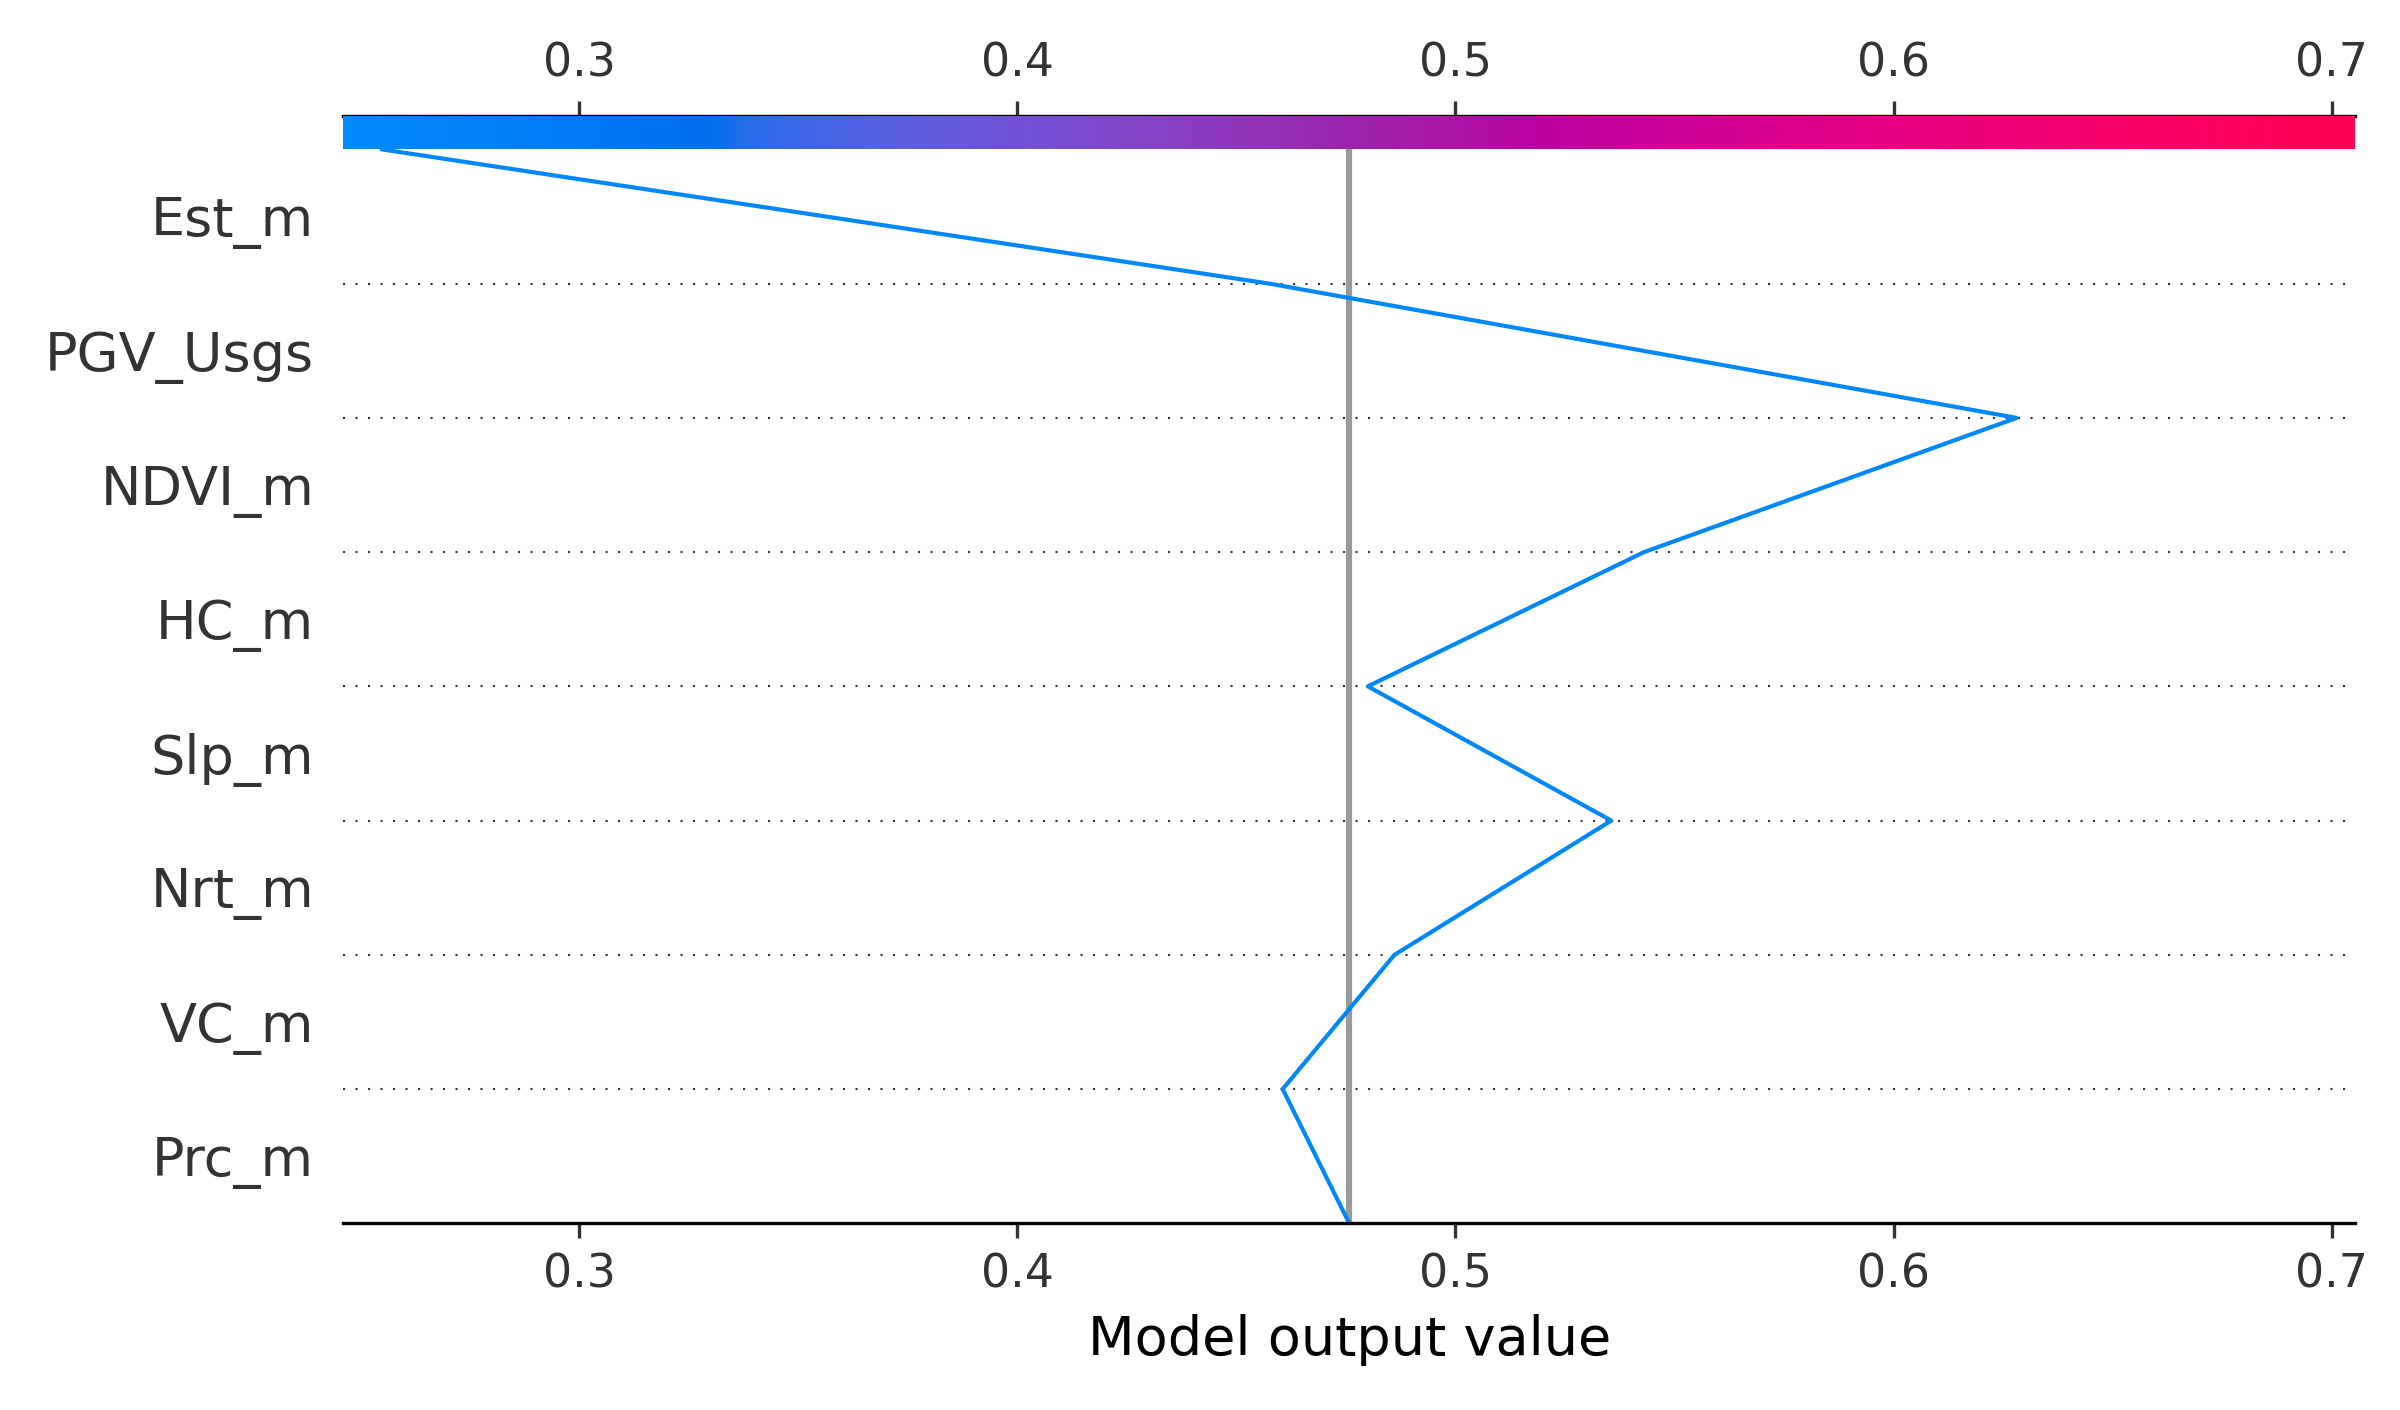 0.3 0.4 0.5 0.6 0.7
Est_m
PGV_Usgs
NDVI_m
HC_m
Slp_m
Nrt_m
VC_m
Prc_m
0.3 0.4 0.5 0.6 0.7
Model output value